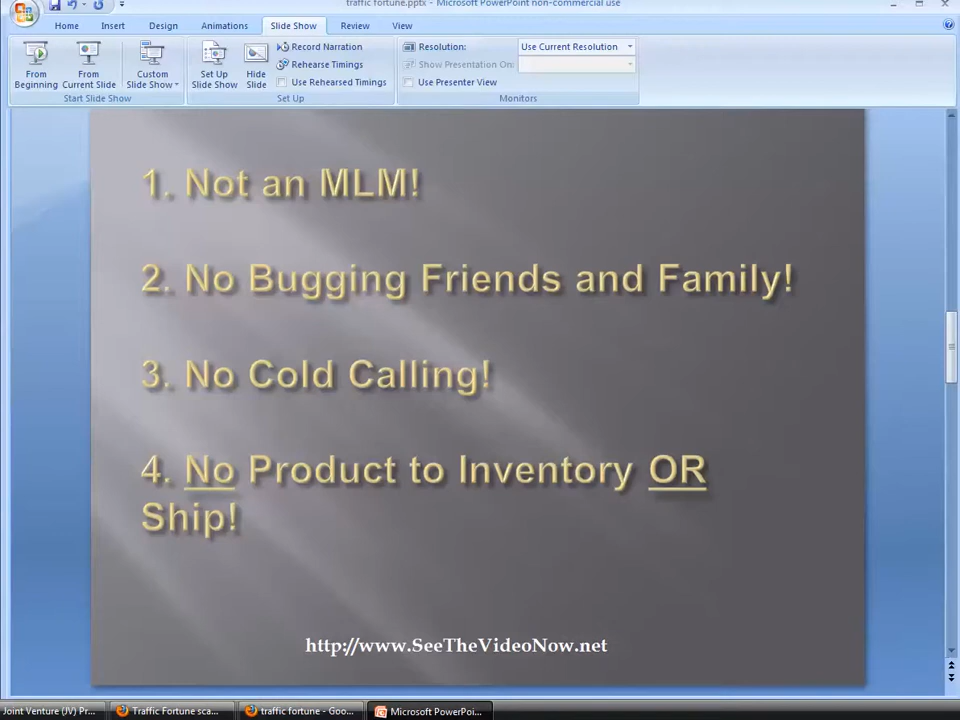 traffic fortune.pptx - Microsoft PowerPoint non-commercial use
Home Insert Design Animations Slide Show Review View
From Beginning
From Current Slide
Custom Slide Show
Start Slide Show
Set Up Slide Show
Hide Slide
Record Narration
Rehearse Timings
Use Rehearsed Timings
Set Up
Resolution: Use Current Resolution
Show Presentation On:
Use Presenter View
Monitors
1. Not an MLM!
2. No Bugging Friends and Family!
3. No Cold Calling!
4. No Product to Inventory OR
Ship!
http://www.SeeTheVideoNow.net
Joint Venture (JV) Pr... Traffic Fortune sca... traffic fortune - Goo... Microsoft PowerPoi...